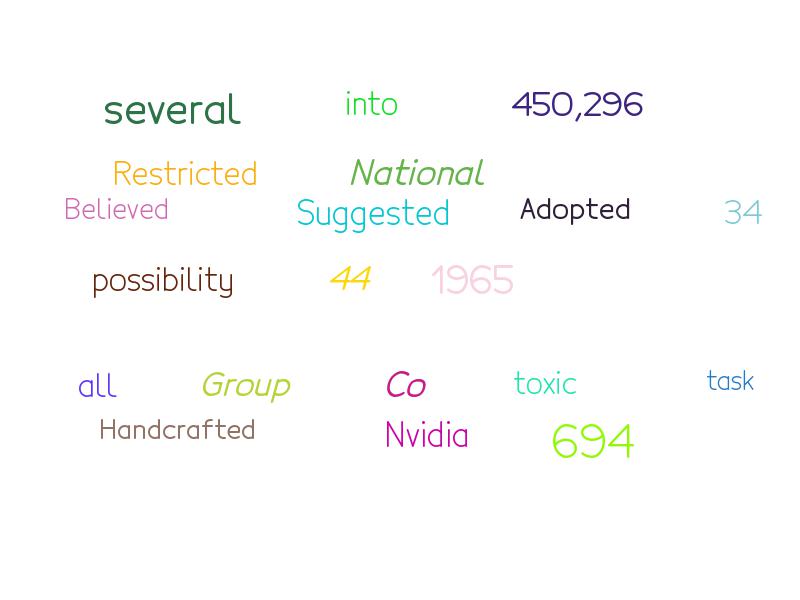 several into 450,296
Restricted National
Believed Suggested Adopted 34
possibility 44 1965
all Group Co toxic task
Handcrafted Nvidia 694